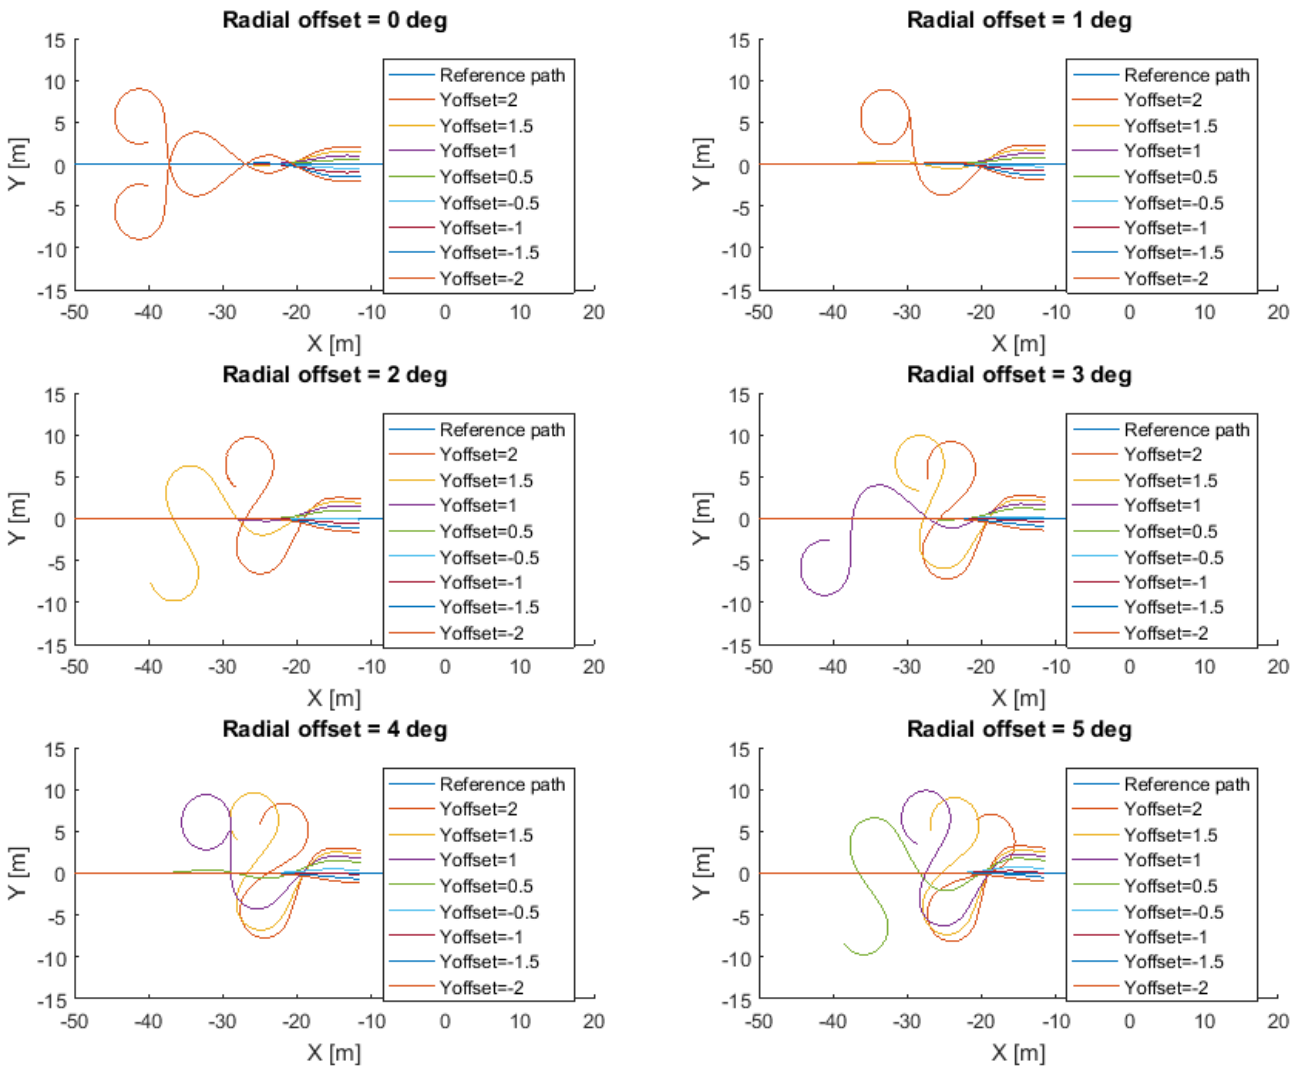 Radial offset = 0 deg
15
10
5
0
-5
-10
-15
Y [m]
-50 -40 -30 -20 -10 0 10 20
X [m]
Reference path
Yoffset=2
Yoffset=1.5
Yoffset=1
Yoffset=0.5
Yoffset=-0.5
Yoffset=-1
Yoffset=-1.5
Yoffset=-2
Radial offset = 1 deg
15
10
5
0
-5
-10
-15
Y [m]
-50 -40 -30 -20 -10 0 10 20
X [m]
Reference path
Yoffset=2
Yoffset=1.5
Yoffset=1
Yoffset=0.5
Yoffset=-0.5
Yoffset=-1
Yoffset=-1.5
Yoffset=-2
Radial offset = 2 deg
15
10
5
0
-5
-10
-15
Y [m]
-50 -40 -30 -20 -10 0 10 20
X [m]
Reference path
Yoffset=2
Yoffset=1.5
Yoffset=1
Yoffset=0.5
Yoffset=-0.5
Yoffset=-1
Yoffset=-1.5
Yoffset=-2
Radial offset = 3 deg
15
10
5
0
-5
-10
-15
Y [m]
-50 -40 -30 -20 -10 0 10 20
X [m]
Reference path
Yoffset=2
Yoffset=1.5
Yoffset=1
Yoffset=0.5
Yoffset=-0.5
Yoffset=-1
Yoffset=-1.5
Yoffset=-2
Radial offset = 4 deg
15
10
5
0
-5
-10
-15
Y [m]
-50 -40 -30 -20 -10 0 10 20
X [m]
Reference path
Yoffset=2
Yoffset=1.5
Yoffset=1
Yoffset=0.5
Yoffset=-0.5
Yoffset=-1
Yoffset=-1.5
Yoffset=-2
Radial offset = 5 deg
15
10
5
0
-5
-10
-15
Y [m]
-50 -40 -30 -20 -10 0 10 20
X [m]
Reference path
Yoffset=2
Yoffset=1.5
Yoffset=1
Yoffset=0.5
Yoffset=-0.5
Yoffset=-1
Yoffset=-1.5
Yoffset=-2